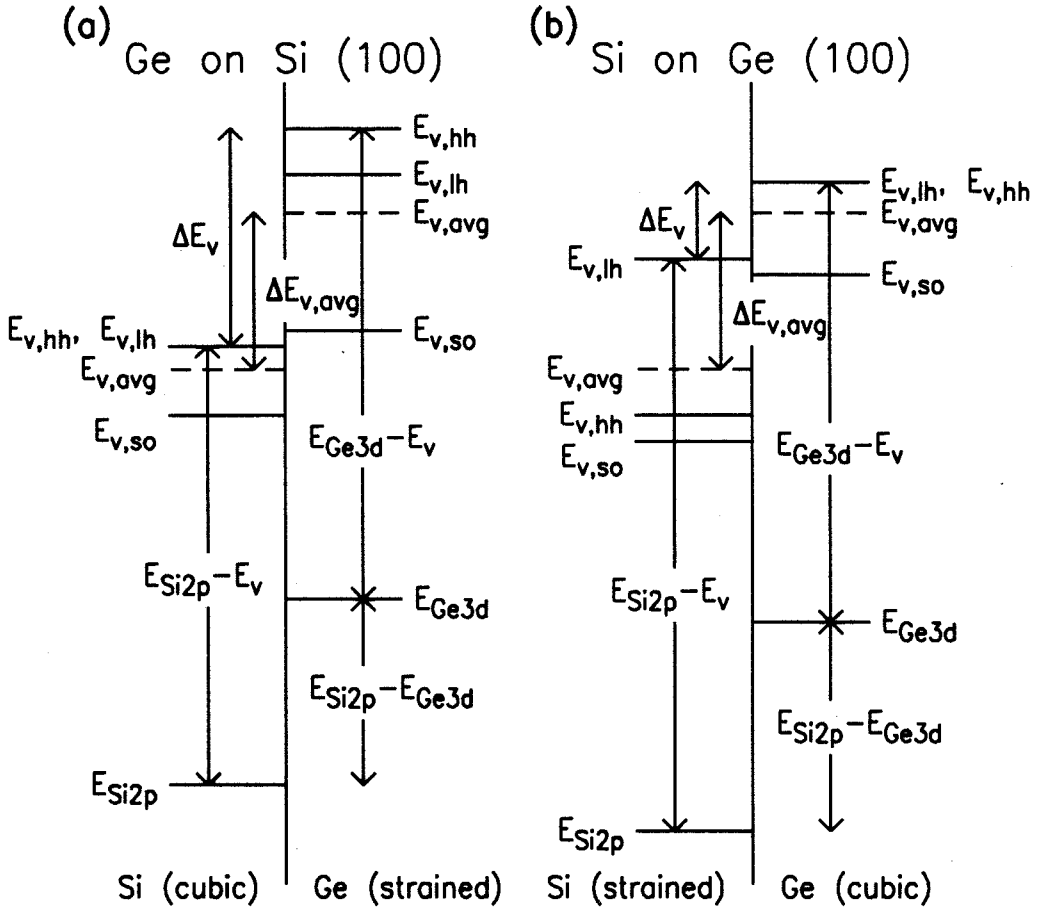 (a)
Ge on Si (100)
E_v,hh
E_v,lh
E_v,avg
ΔE_v
ΔE_v,avg
E_v,hh, E_v,lh
E_v,so
E_v,avg
E_v,so
E_Ge3d-E_v
E_Si2p-E_v
E_Ge3d
E_Si2p-E_Ge3d
E_Si2p
Si (cubic)
Ge (strained)
(b)
Si on Ge (100)
E_v,lh, E_v,hh
E_v,avg
ΔE_v
E_v,lh
E_v,so
ΔE_v,avg
E_v,avg
E_v,hh
E_v,so
E_Ge3d-E_v
E_Si2p-E_v
E_Ge3d
E_Si2p-E_Ge3d
E_Si2p
Si (strained)
Ge (cubic)